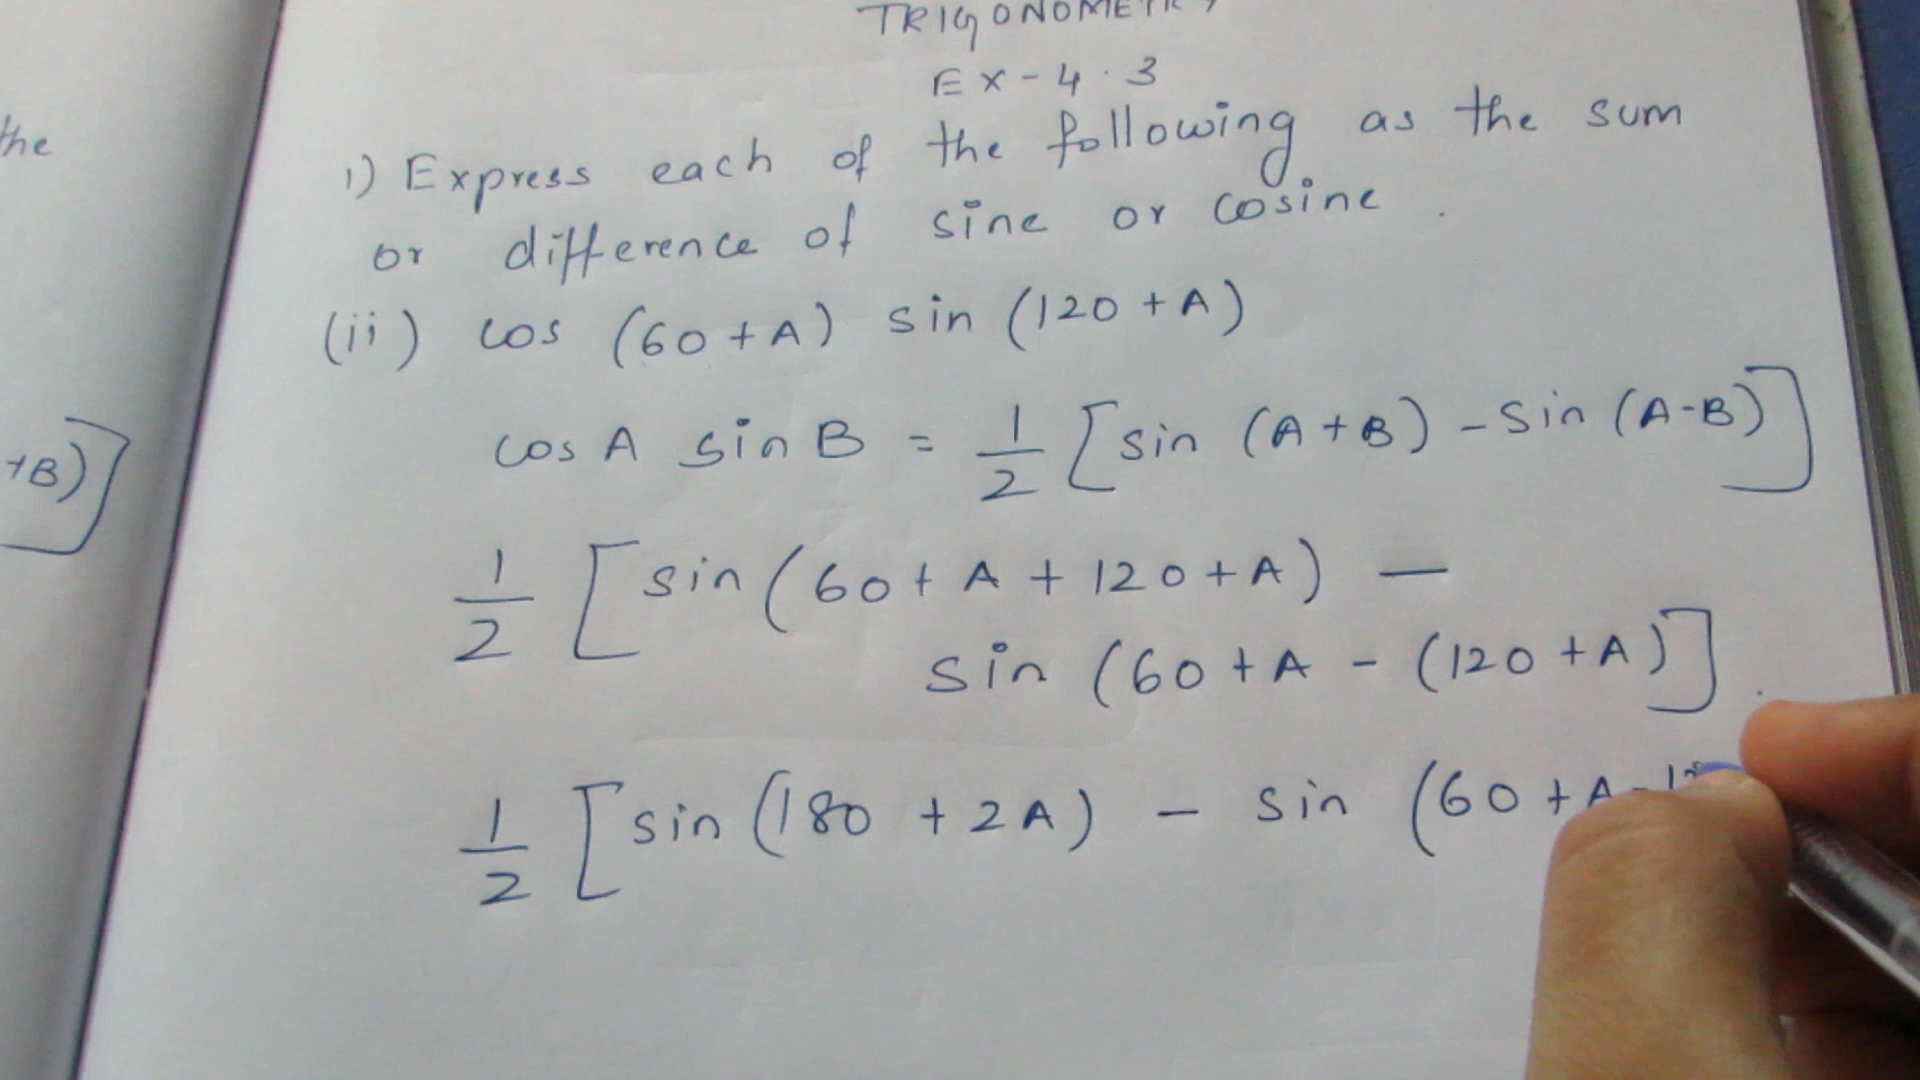 the
+B)]
TRIGONOMETRY
EX-4.3
1) Express each of the following as the sum
or difference of sine or cosine.
(ii) cos (60+A) sin (120+A)
cos A sin B = 1/2 [sin (A+B) - Sin (A-B)]
1/2 [sin(60+A+120+A) -
sin (60+A - (120+A)]
1/2 [sin(180+2A) - sin (60+A-